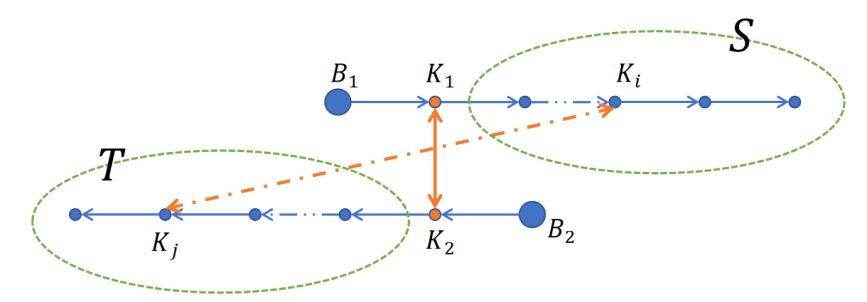 S
B₁ K₁ Kᵢ
T
Kⱼ K₂ B₂